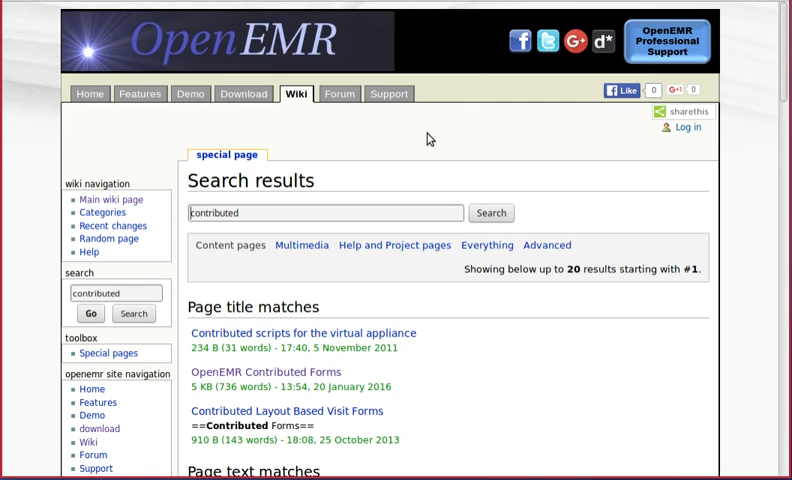 OpenEMR
OpenEMR Professional Support
Home
Features
Demo
Download
Wiki
Forum
Support
Like
0
+1
0
sharethis
Log in
special page
wiki navigation
Main wiki page
Categories
Recent changes
Random page
Help
search
contributed
Go
Search
toolbox
Special pages
openemr site navigation
Home
Features
Demo
download
Wiki
Forum
Support
Search results
contributed
Search
Content pages
Multimedia
Help and Project pages
Everything
Advanced
Showing below up to 20 results starting with #1.
Page title matches
Contributed scripts for the virtual appliance
234 B (31 words) - 17:40, 5 November 2011
OpenEMR Contributed Forms
5 KB (736 words) - 13:54, 20 January 2016
Contributed Layout Based Visit Forms
==Contributed Forms==
910 B (143 words) - 18:08, 25 October 2013
Page text matches